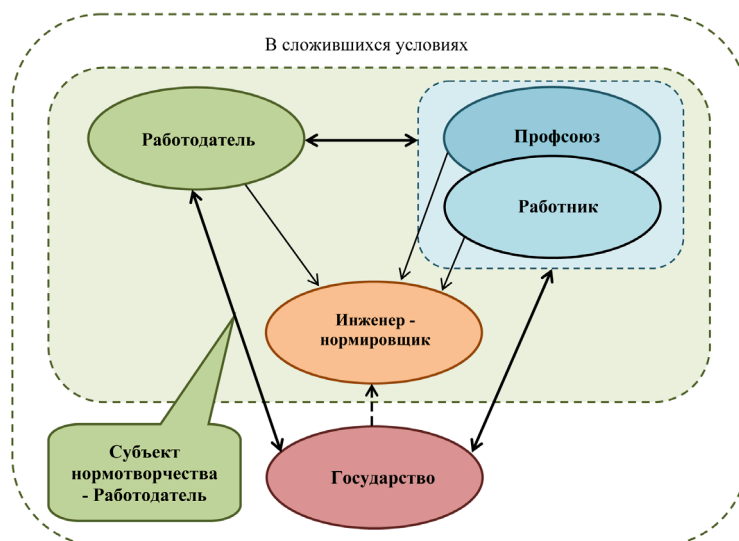 В сложившихся условиях
Работодатель
Профсоюз
Работник
Инженер -
нормировщик
Субъект
нормотворчества
- Работодатель
Государство